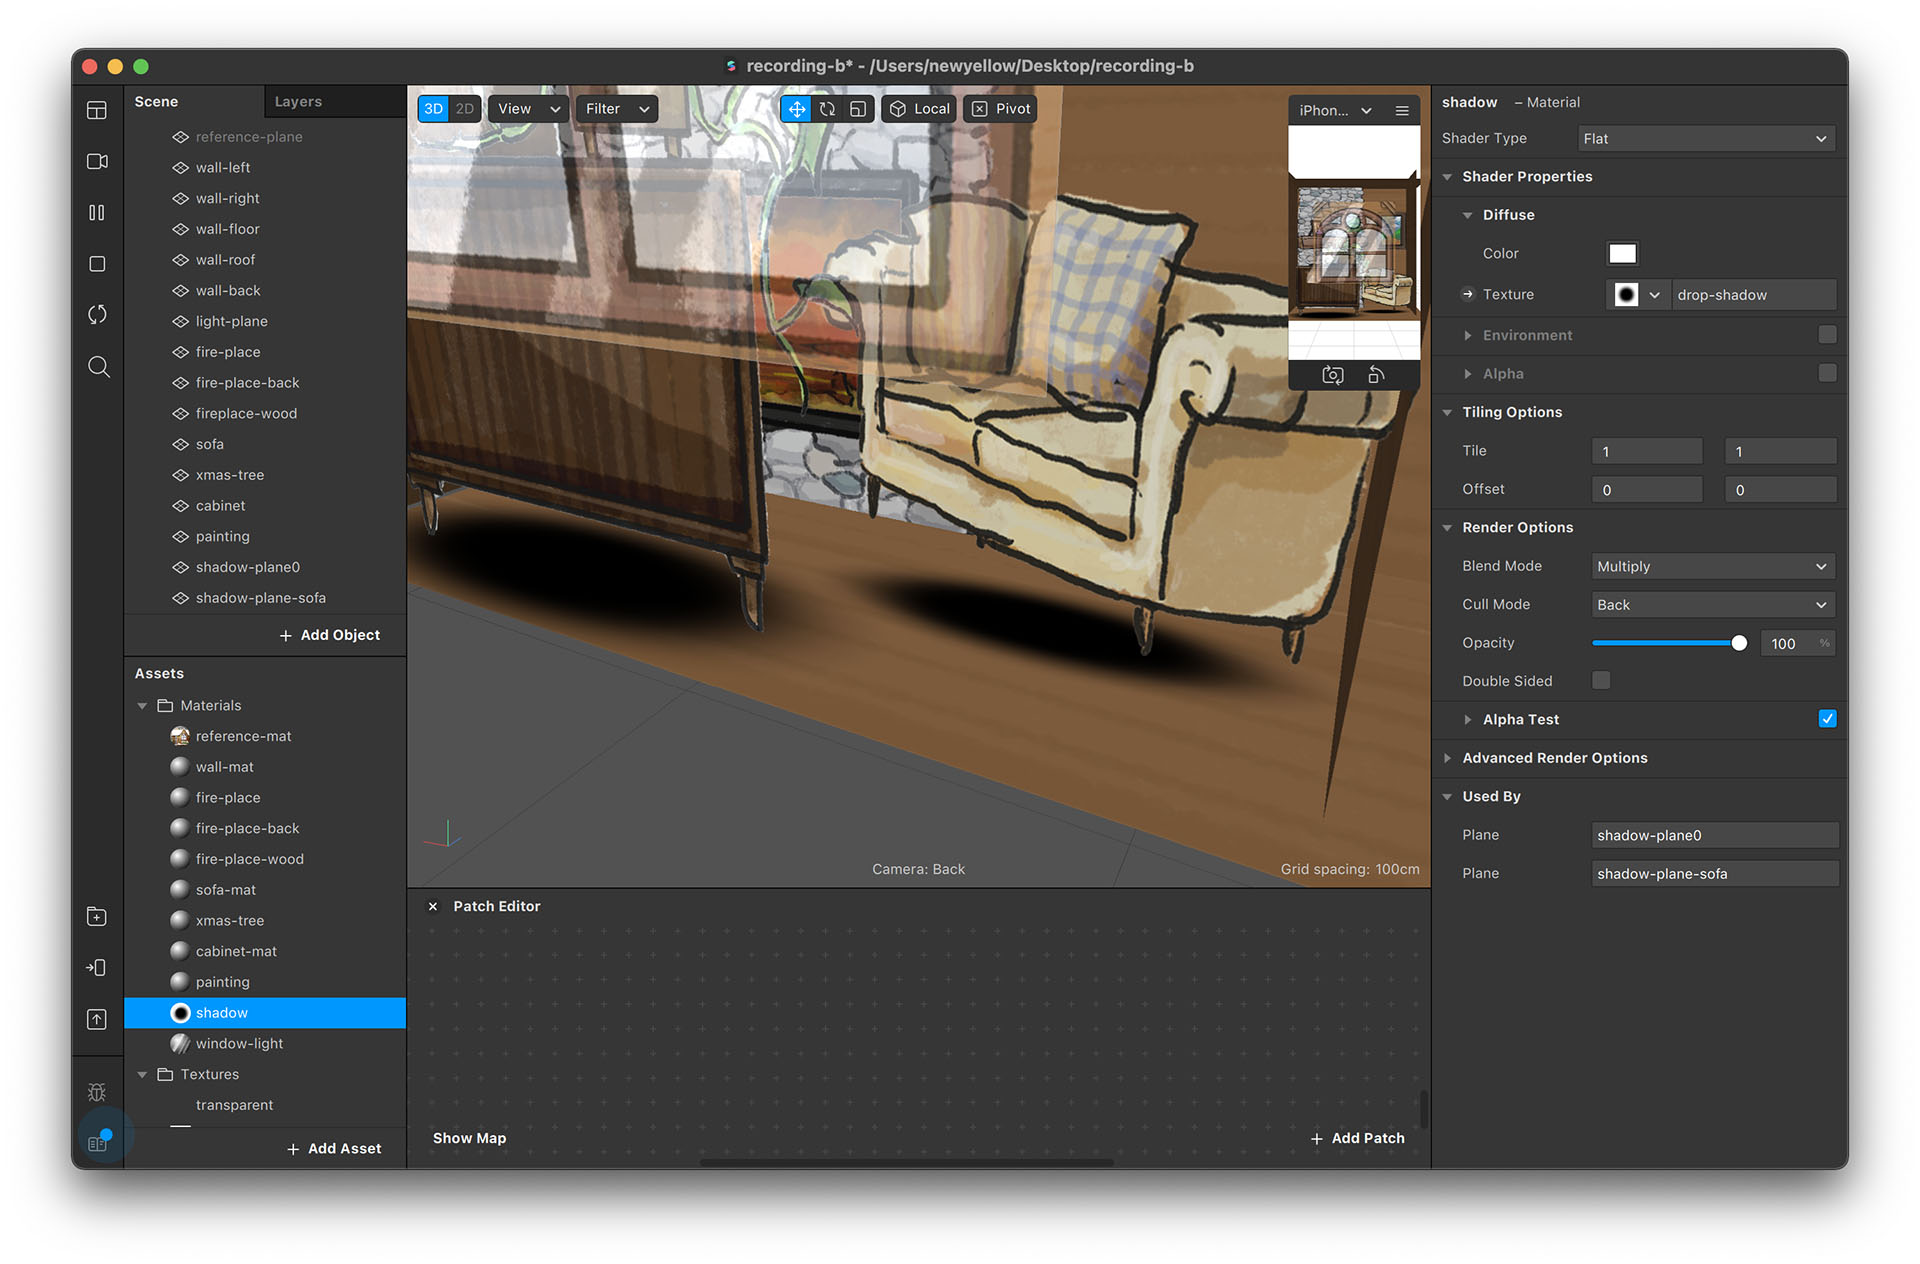 recording-b* - /Users/newyellow/Desktop/recording-b
Scene
Layers
reference-plane
wall-left
wall-right
wall-floor
wall-roof
wall-back
light-plane
fire-place
fire-place-back
fireplace-wood
sofa
xmas-tree
cabinet
painting
shadow-plane0
shadow-plane-sofa
+ Add Object
Assets
Materials
reference-mat
wall-mat
fire-place
fire-place-back
fire-place-wood
sofa-mat
xmas-tree
cabinet-mat
painting
shadow
window-light
Textures
transparent
+ Add Asset
3D 2D View Filter Local Pivot
iPhon...
Camera: Back
Grid spacing: 100cm
Patch Editor
Show Map
+ Add Patch
shadow – Material
Shader Type Flat
Shader Properties
Diffuse
Color
Texture drop-shadow
Environment
Alpha
Tiling Options
Tile 1 1
Offset 0 0
Render Options
Blend Mode Multiply
Cull Mode Back
Opacity 100 %
Double Sided
Alpha Test
Advanced Render Options
Used By
Plane shadow-plane0
Plane shadow-plane-sofa